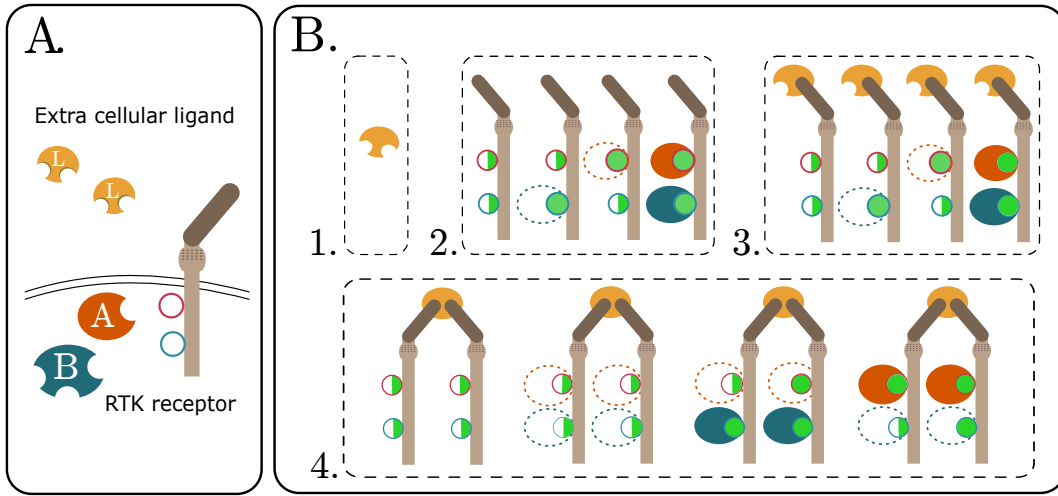 A.
Extra cellular ligand
L
L
A
B
RTK receptor
B.
1.
2.
3.
4.